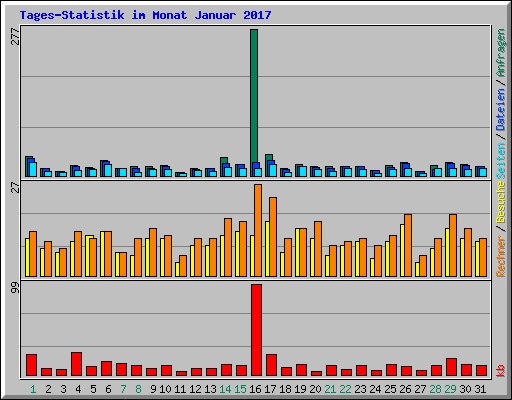 Tages-Statistik im Monat Januar 2017
277
Rechner / Besuche Seiten / Dateien / Anfragen
27
99
kb
1 2 3 4 5 6 7 8 9 10 11 12 13 14 15 16 17 18 19 20 21 22 23 24 25 26 27 28 29 30 31